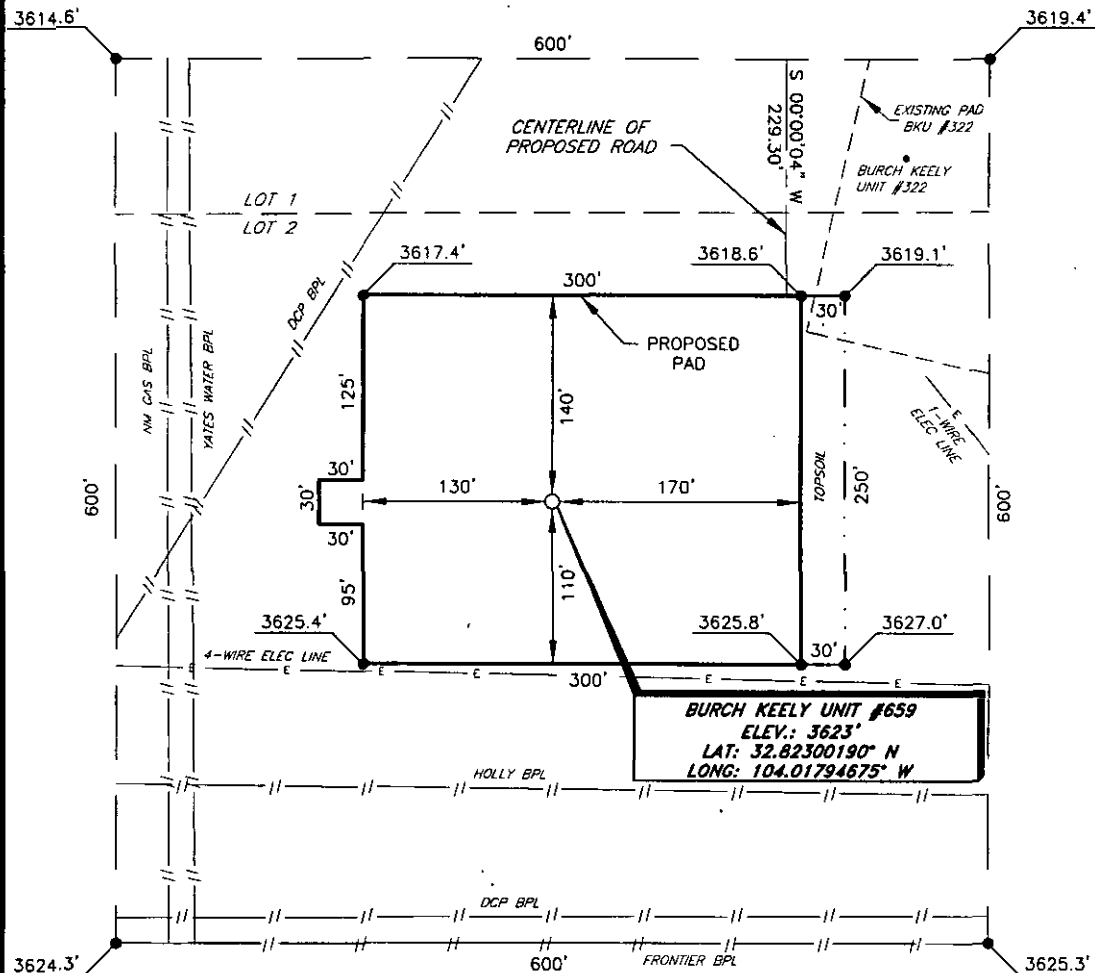 3614.6'
3619.4'
600'
S 00°00'04" W
229.30'
EXISTING PAD
BKU #322
CENTERLINE OF
PROPOSED ROAD
BURCH KEELY
UNIT #322
LOT 1
LOT 2
3617.4'
3618.6'
3619.1'
300'
30'
DCP BPL
PROPOSED
PAD
NM GAS BPL
YATES WATER BPL
125'
140'
1-WIRE
ELEC LINE
E
TOPSOIL
250'
600'
600'
30'
30'
30'
130'
170'
95'
110'
3625.4'
3625.8'
3627.0'
30'
4-WIRE ELEC LINE
E E E E E E E
300'
BURCH KEELY UNIT #659
ELEV.: 3623'
LAT: 32.82300190° N
LONG: 104.01794675° W
HOLLY BPL
DCP BPL
3624.3'
600'
FRONTIER BPL
3625.3'